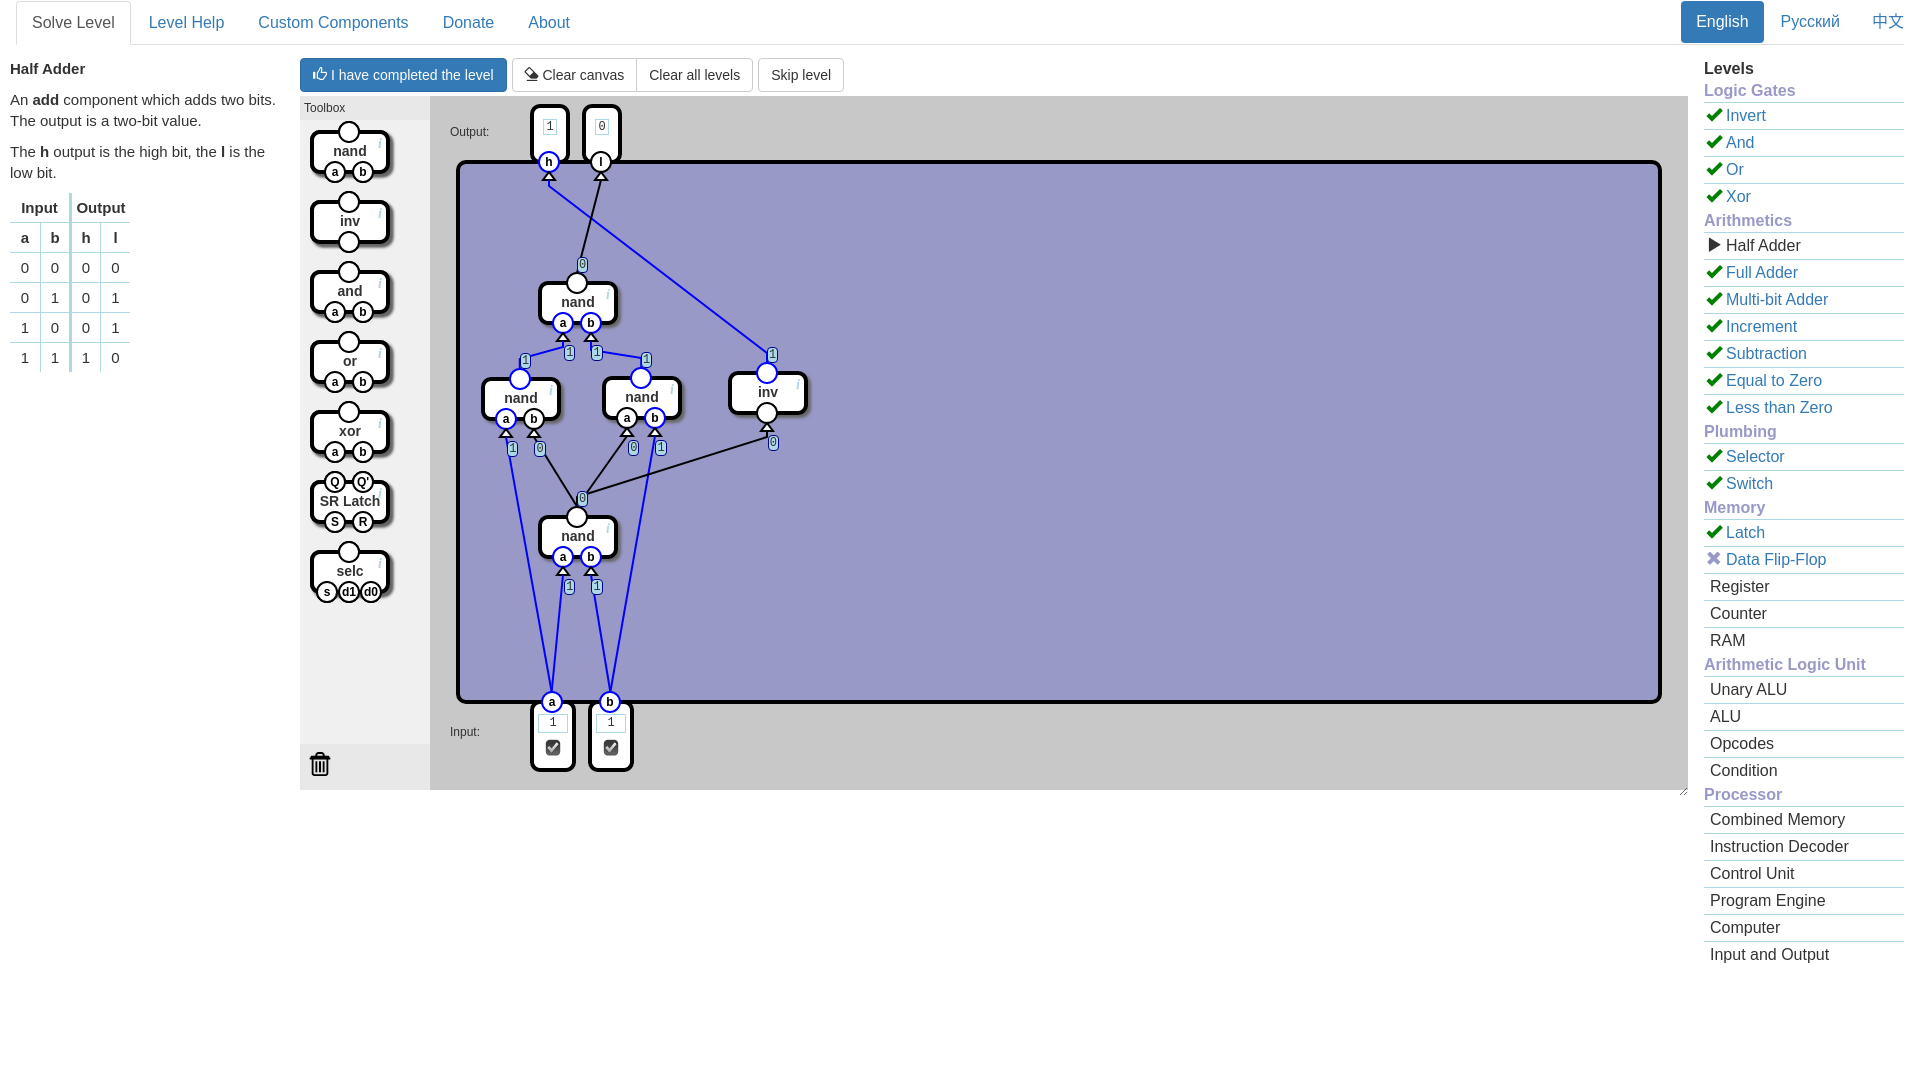 Solve Level
Level Help
Custom Components
Donate
About
English
Русский
中文
Half Adder
An add component which adds two bits.
The output is a two-bit value.
The h output is the high bit, the l is the
low bit.
Input Output
a b h l
0 0 0 0
0 1 0 1
1 0 0 1
1 1 1 0
I have completed the level
Clear canvas
Clear all levels
Skip level
Toolbox
nand
i
a b
inv
i
and
i
a b
or
i
a b
xor
i
a b
Q Q'
SR Latch
S R
selc
i
s d1 d0
Output:
1 0
h l
0
nand
i
a b
1 1
1 1 1
nand
i
a b
nand
i
a b
inv
i
1 0 0 1 0
0
nand
i
a b
1 1
a b
Input:
1 1
Levels
Logic Gates
Invert
And
Or
Xor
Arithmetics
Half Adder
Full Adder
Multi-bit Adder
Increment
Subtraction
Equal to Zero
Less than Zero
Plumbing
Selector
Switch
Memory
Latch
Data Flip-Flop
Register
Counter
RAM
Arithmetic Logic Unit
Unary ALU
ALU
Opcodes
Condition
Processor
Combined Memory
Instruction Decoder
Control Unit
Program Engine
Computer
Input and Output